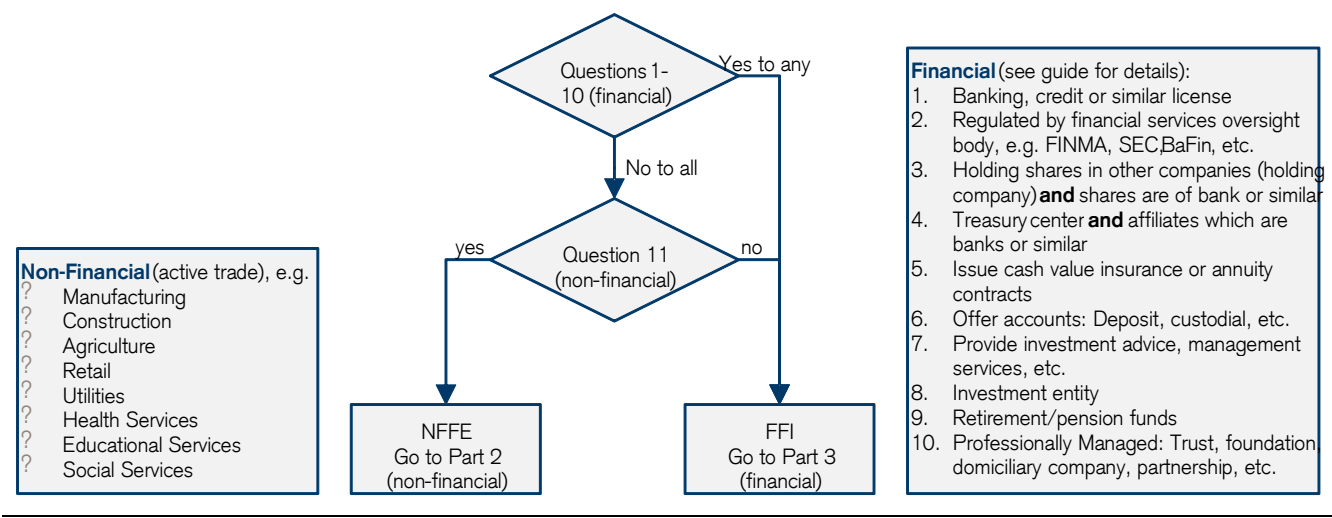 Questions 1-
10 (financial)
Yes to any
No to all
Question 11
(non-financial)
yes
no
NFFE
Go to Part 2
(non-financial)
FFI
Go to Part 3
(financial)
Non-Financial (active trade), e.g.
? Manufacturing
? Construction
? Agriculture
? Retail
? Utilities
? Health Services
? Educational Services
? Social Services
Financial (see guide for details):
1. Banking, credit or similar license
2. Regulated by financial services oversight
body, e.g. FINMA, SEC,BaFin, etc.
3. Holding shares in other companies (holding
company) and shares are of bank or similar
4. Treasury center and affiliates which are
banks or similar
5. Issue cash value insurance or annuity
contracts
6. Offer accounts: Deposit, custodial, etc.
7. Provide investment advice, management
services, etc.
8. Investment entity
9. Retirement/pension funds
10. Professionally Managed: Trust, foundation,
domiciliary company, partnership, etc.